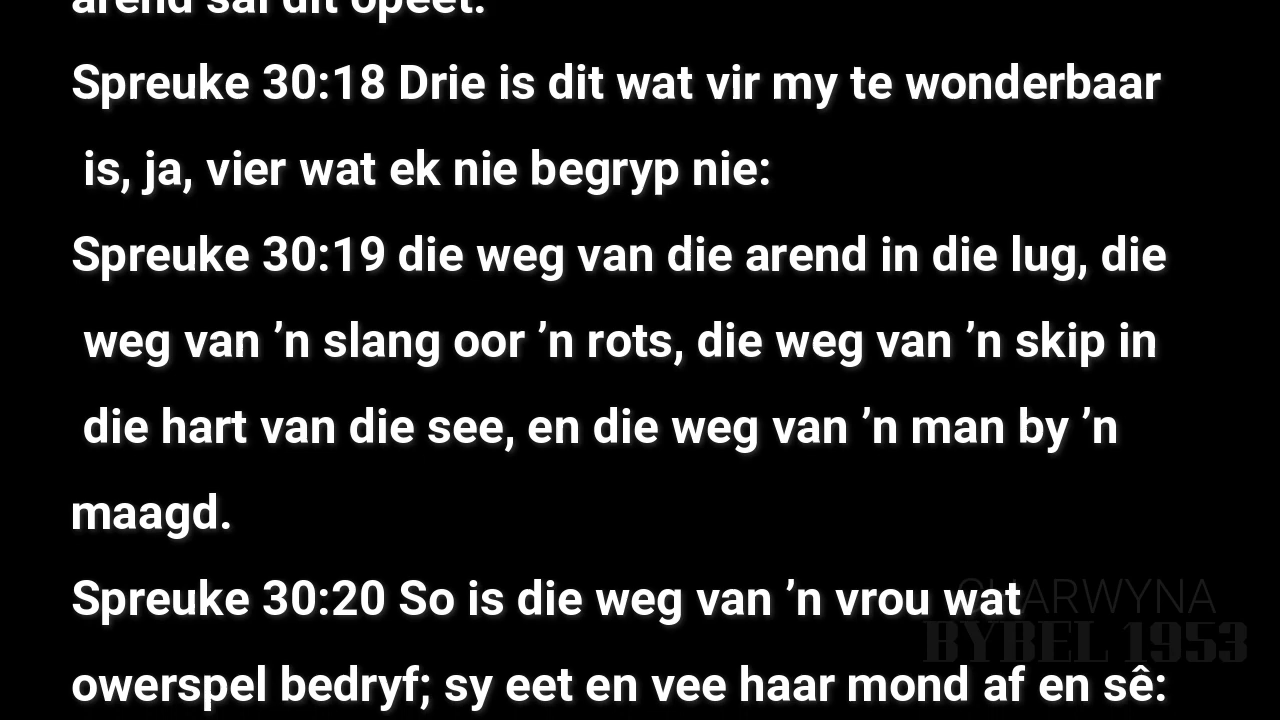 arend sal dit opeet.
Spreuke 30:18 Drie is dit wat vir my te wonderbaar
is, ja, vier wat ek nie begryp nie:
Spreuke 30:19 die weg van die arend in die lug, die
weg van ’n slang oor ’n rots, die weg van ’n skip in
die hart van die see, en die weg van ’n man by ’n
maagd.
Spreuke 30:20 So is die weg van ’n vrou wat
owerspel bedryf; sy eet en vee haar mond af en sê:
BYBEL 1953